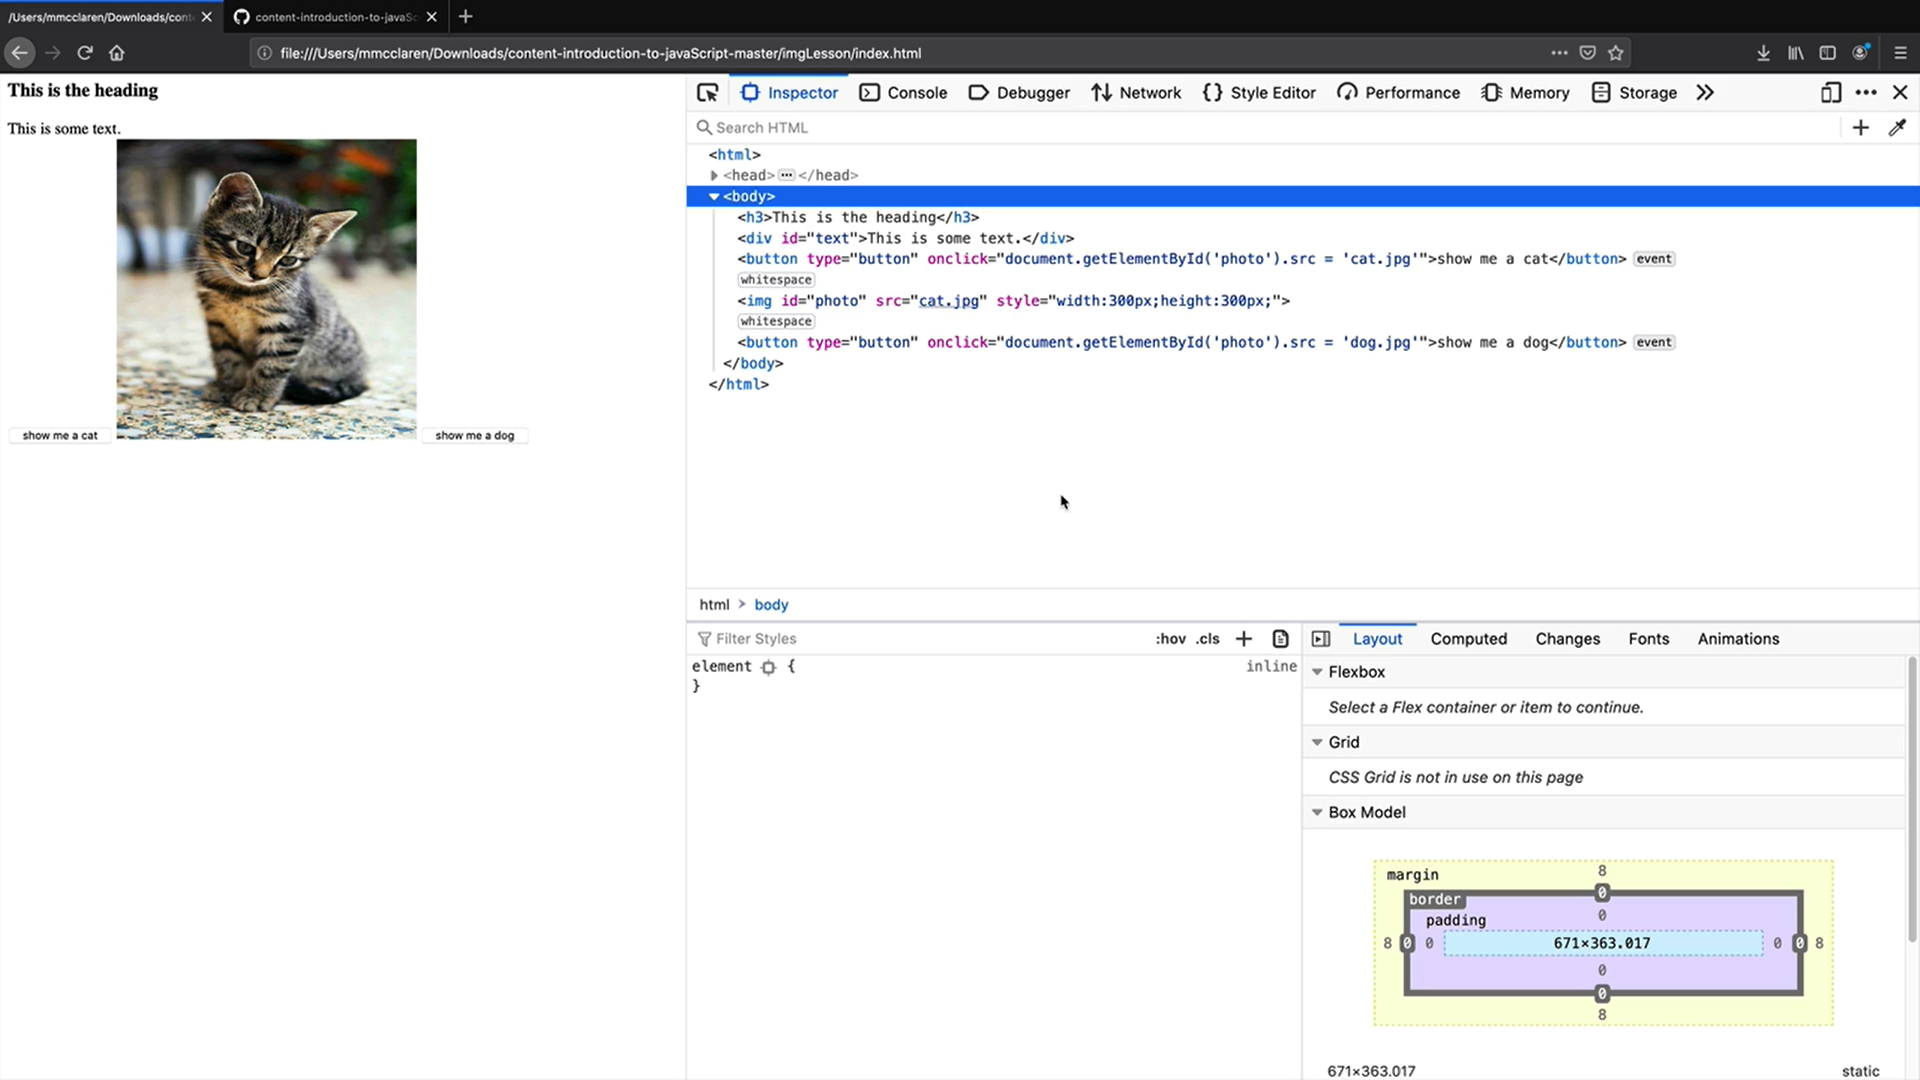 /Users/mmcclaren/Downloads/cont
content-introduction-to-javaSc
file:///Users/mmcclaren/Downloads/content-introduction-to-javaScript-master/imgLesson/index.html
This is the heading
This is some text.
show me a cat
show me a dog
Inspector Console Debugger Network Style Editor Performance Memory Storage
Search HTML
<html>
<head></head>
<body>
<h3>This is the heading</h3>
<div id="text">This is some text.</div>
<button type="button" onclick="document.getElementById('photo').src = 'cat.jpg'">show me a cat</button> event
whitespace
<img id="photo" src="cat.jpg" style="width:300px;height:300px;">
whitespace
<button type="button" onclick="document.getElementById('photo').src = 'dog.jpg'">show me a dog</button> event
</body>
</html>
html > body
Filter Styles :hov .cls
element { inline
}
Layout Computed Changes Fonts Animations
Flexbox
Select a Flex container or item to continue.
Grid
CSS Grid is not in use on this page
Box Model
margin 8
border 0
padding 0
8 0 0 671×363.017 0 0 8
0
0
8
671×363.017 static